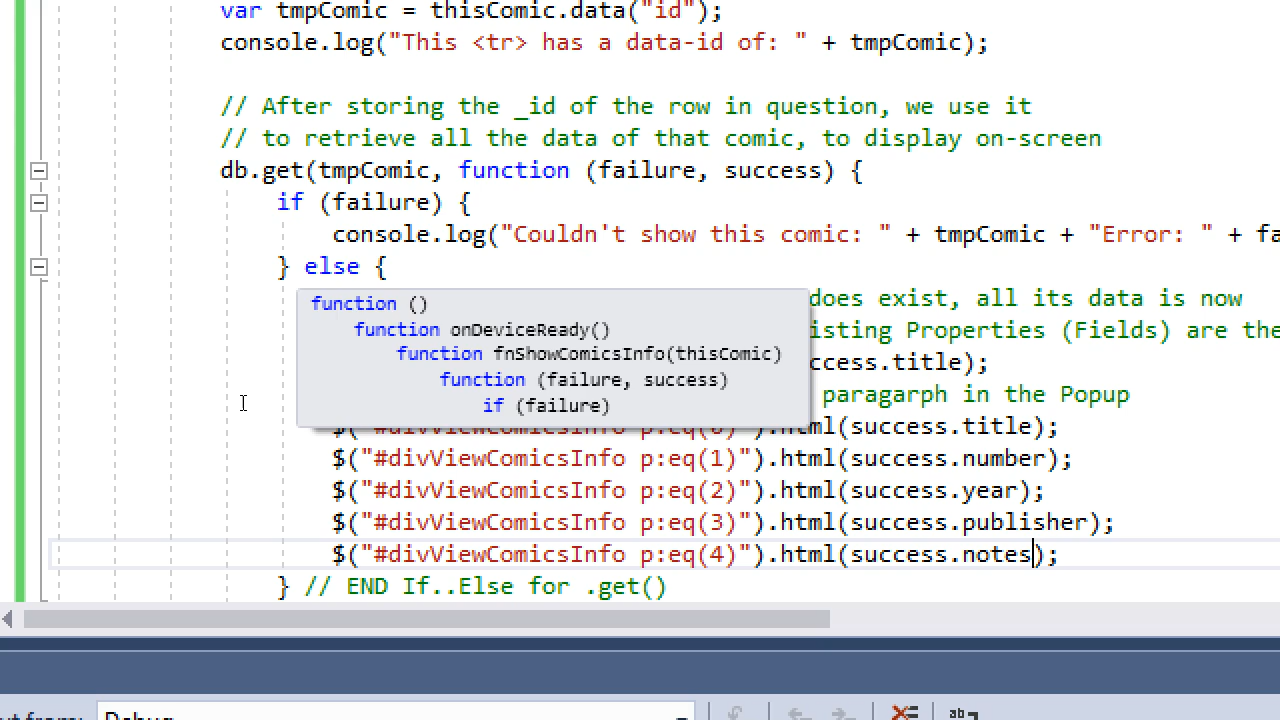 var tmpComic = thisComic.data("id");
console.log("This <tr> has a data-id of: " + tmpComic);
// After storing the _id of the row in question, we use it
// to retrieve all the data of that comic, to display on-screen
db.get(tmpComic, function (failure, success) {
if (failure) {
console.log("Couldn't show this comic: " + tmpComic + "Error: " + fa
} else {
function ()
function onDeviceReady()
function fnShowComicsInfo(thisComic)
function (failure, success)
if (failure)
does exist, all its data is now
isting Properties (Fields) are the
ccess.title);
paragarph in the Popup
$("#divViewComicsInfo p:eq(0)").html(success.title);
$("#divViewComicsInfo p:eq(1)").html(success.number);
$("#divViewComicsInfo p:eq(2)").html(success.year);
$("#divViewComicsInfo p:eq(3)").html(success.publisher);
$("#divViewComicsInfo p:eq(4)").html(success.notes);
} // END If..Else for .get()
from: Debug
ab